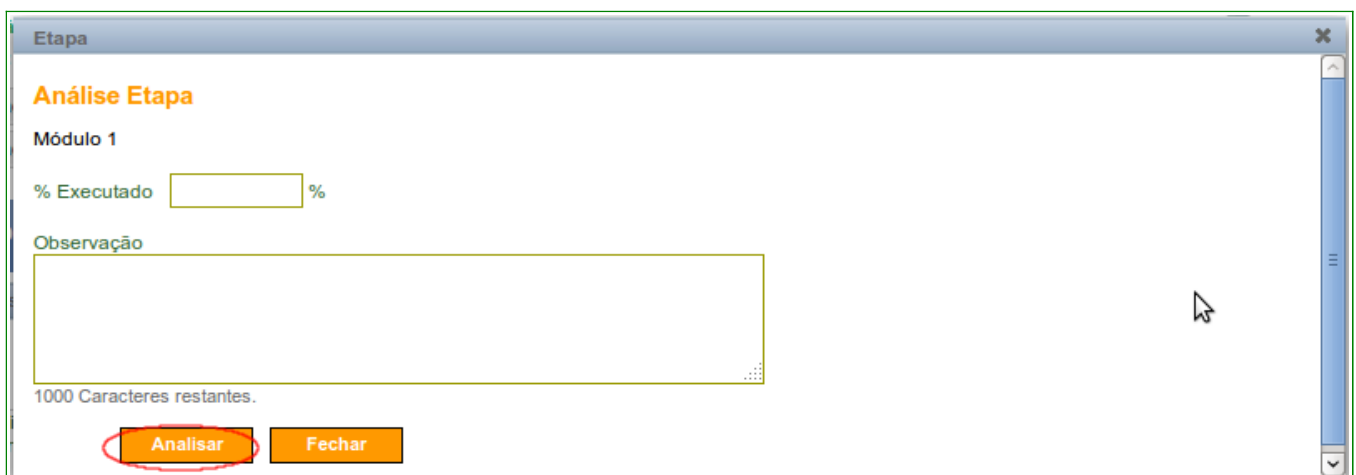 Etapa
Análise Etapa
Módulo 1
% Executado %
Observação
1000 Caracteres restantes.
Analisar Fechar